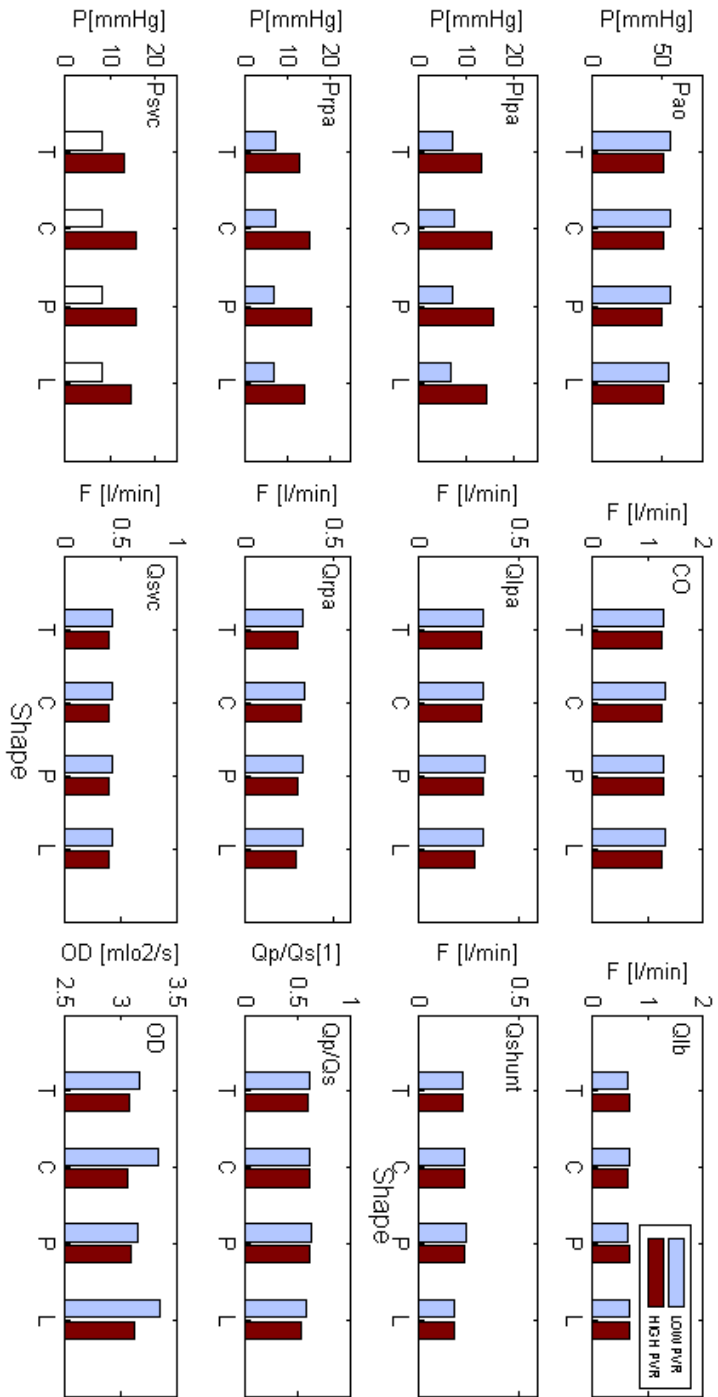 P[mmHg]
50
0
Pao
T C P L
F [l/min]
2
1
0
CO
T C P L
F [l/min]
2
1
0
Qlb
LOW PVR
HIGH PVR
P[mmHg]
20
10
0
Plpa
T C P L
F [l/min]
0.5
0
Qlpa
T C P L
F [l/min]
0.5
0
Qshunt
T C P L
Shape
P[mmHg]
20
10
0
Prpa
T C P L
F [l/min]
0.5
0
Qrpa
T C P L
Qp/Qs[1]
1
0.5
0
Qp/Qs
T C P L
P[mmHg]
20
10
0
Psvc
T C P L
F [l/min]
1
0.5
0
Qsvc
T C P L
Shape
OD [mlo2/s]
3.5
3
2.5
OD
T C P L